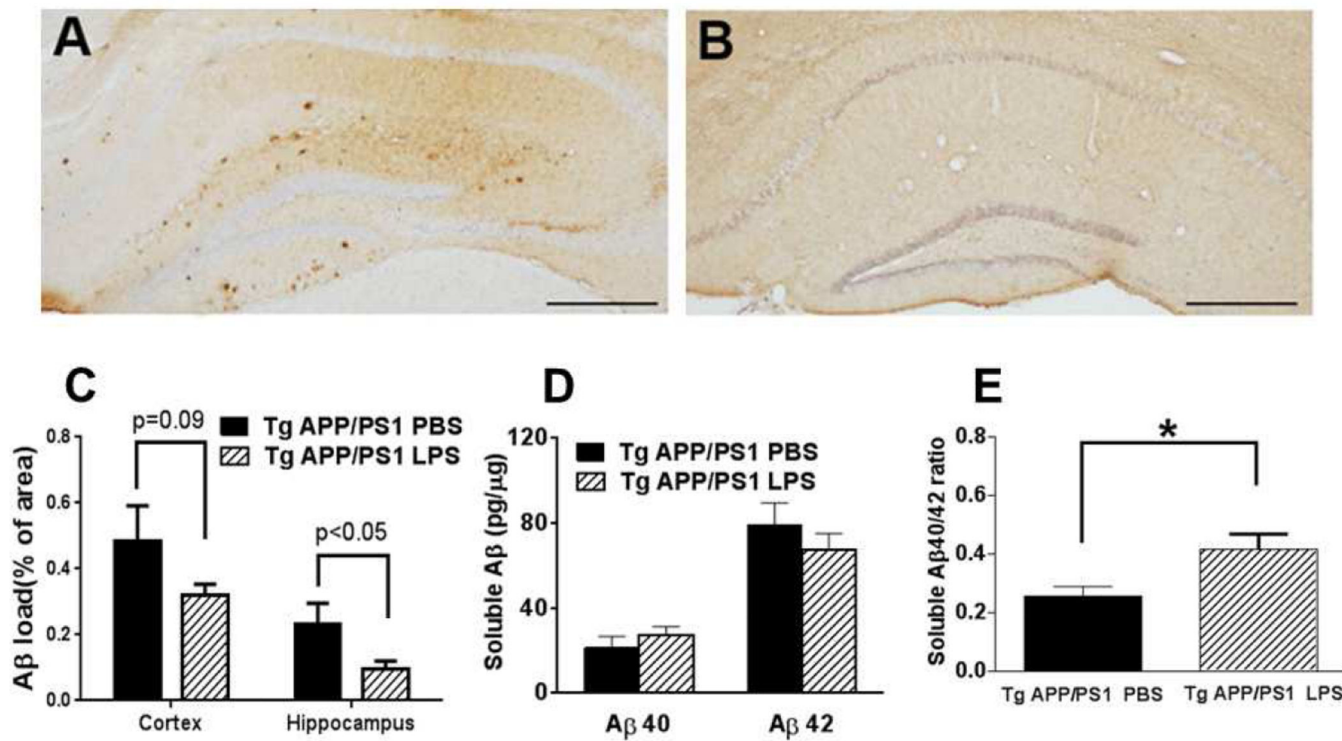 A
B
C
p=0.09
Tg APP/PS1 PBS
Tg APP/PS1 LPS
p<0.05
Aβ load(% of area)
0.8
0.6
0.4
0.2
0.0
Cortex
Hippocampus
D
Tg APP/PS1 PBS
Tg APP/PS1 LPS
Soluble Aβ (pg/μg)
120
80
40
0
Aβ 40
Aβ 42
E
*
Soluble Aβ40/42 ratio
0.8
0.6
0.4
0.2
0.0
Tg APP/PS1 PBS
Tg APP/PS1 LPS